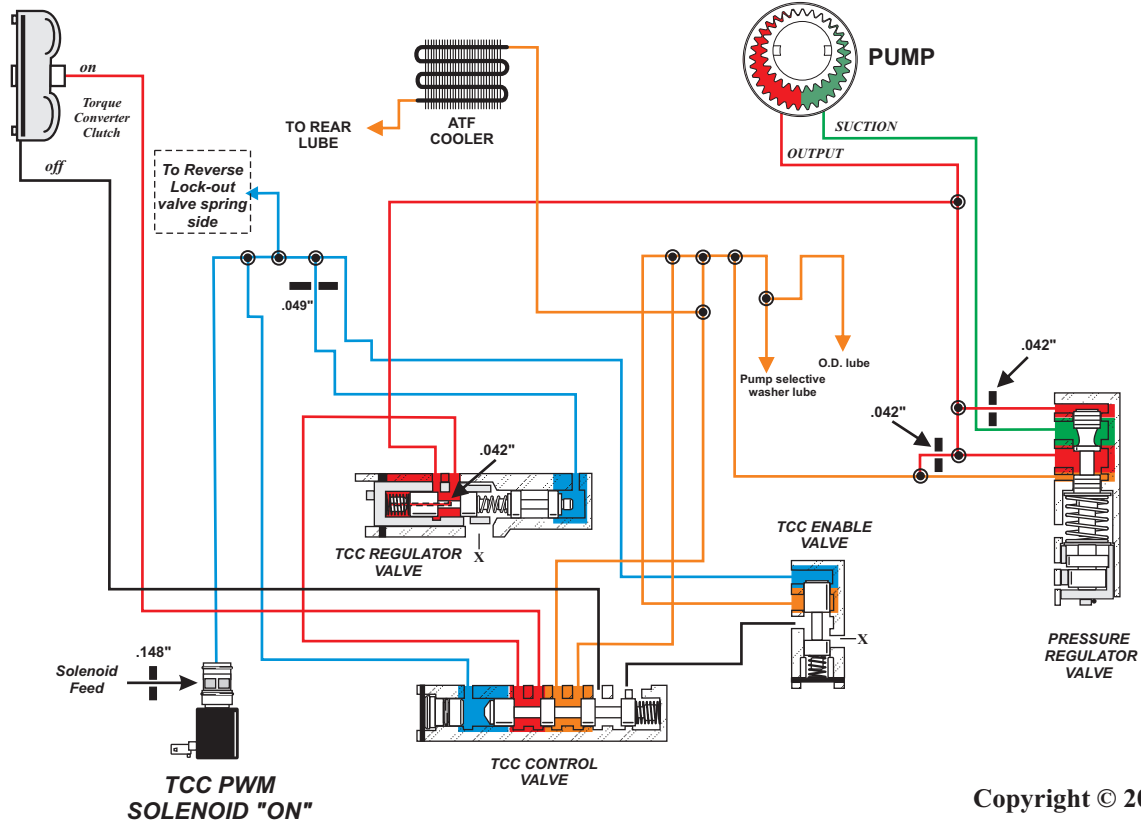 on
Torque
Converter
Clutch
off
To Reverse
Lock-out
valve spring
side
TO REAR
LUBE
ATF
COOLER
PUMP
SUCTION
OUTPUT
.049"
Pump selective
washer lube
O.D. lube
.042"
.042"
.042"
TCC REGULATOR
VALVE
X
TCC ENABLE
VALVE
X
PRESSURE
REGULATOR
VALVE
.148"
Solenoid
Feed
TCC CONTROL
VALVE
TCC PWM
SOLENOID "ON"
Copyright © 20